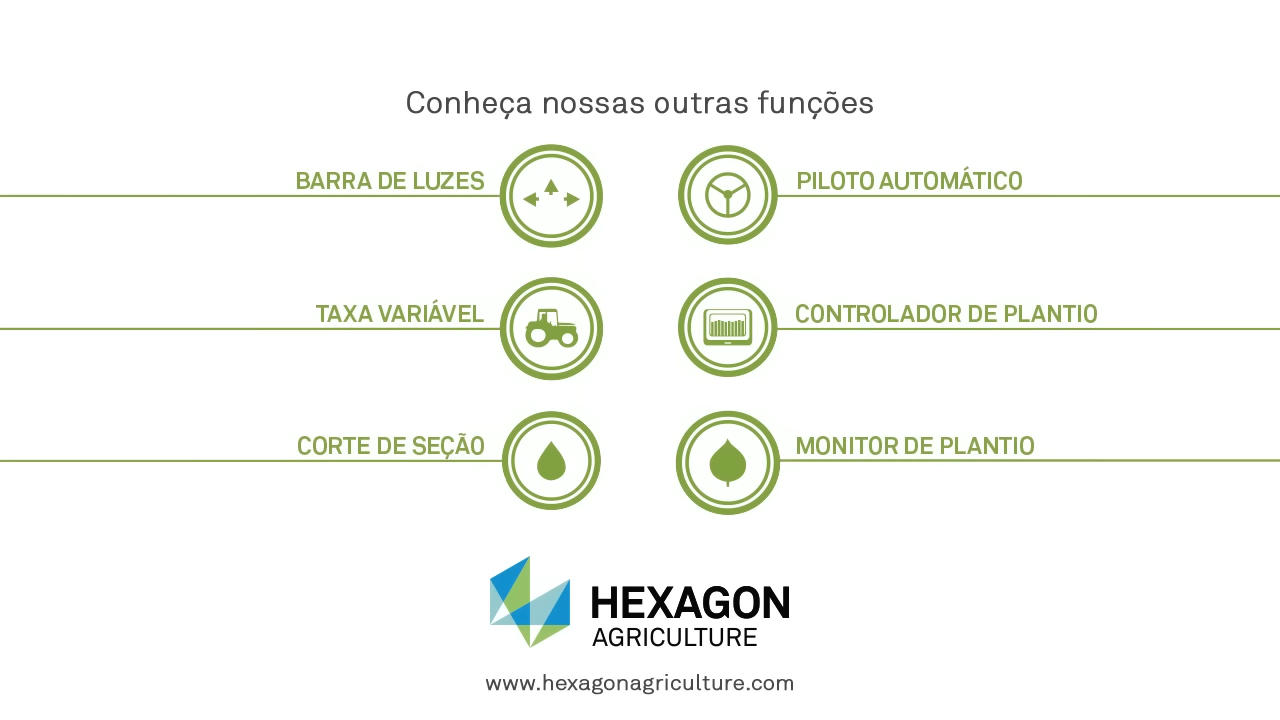 Conheça nossas outras funções
BARRA DE LUZES
PILOTO AUTOMÁTICO
TAXA VARIÁVEL
CONTROLADOR DE PLANTIO
CORTE DE SEÇÃO
MONITOR DE PLANTIO
HEXAGON
AGRICULTURE
www.hexagonagriculture.com